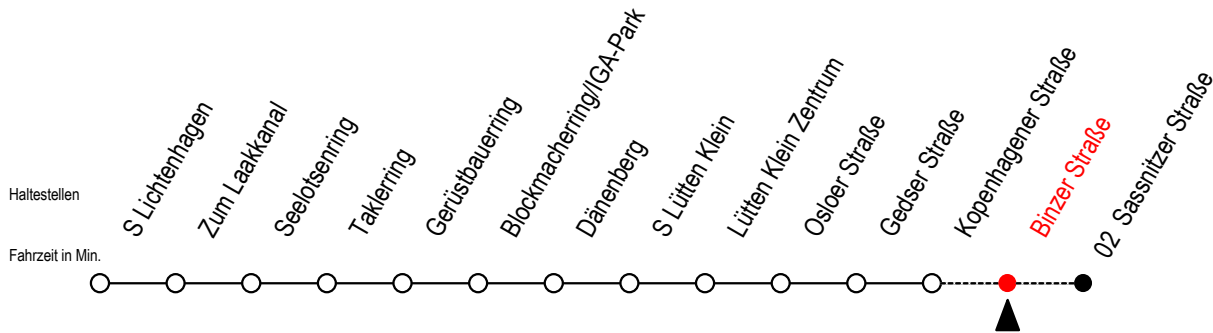 Haltestellen
S Lichtenhagen
Zum Laakkanal
Seelotsenring
Taklerring
Gerüstbauerring
Blockmacherring/IGA-Park
Dänenberg
S Lütten Klein
Lütten Klein Zentrum
Osloer Straße
Gedser Straße
Kopenhagener Straße
Binzer Straße
02 Sassnitzer Straße
Fahrzeit in Min.